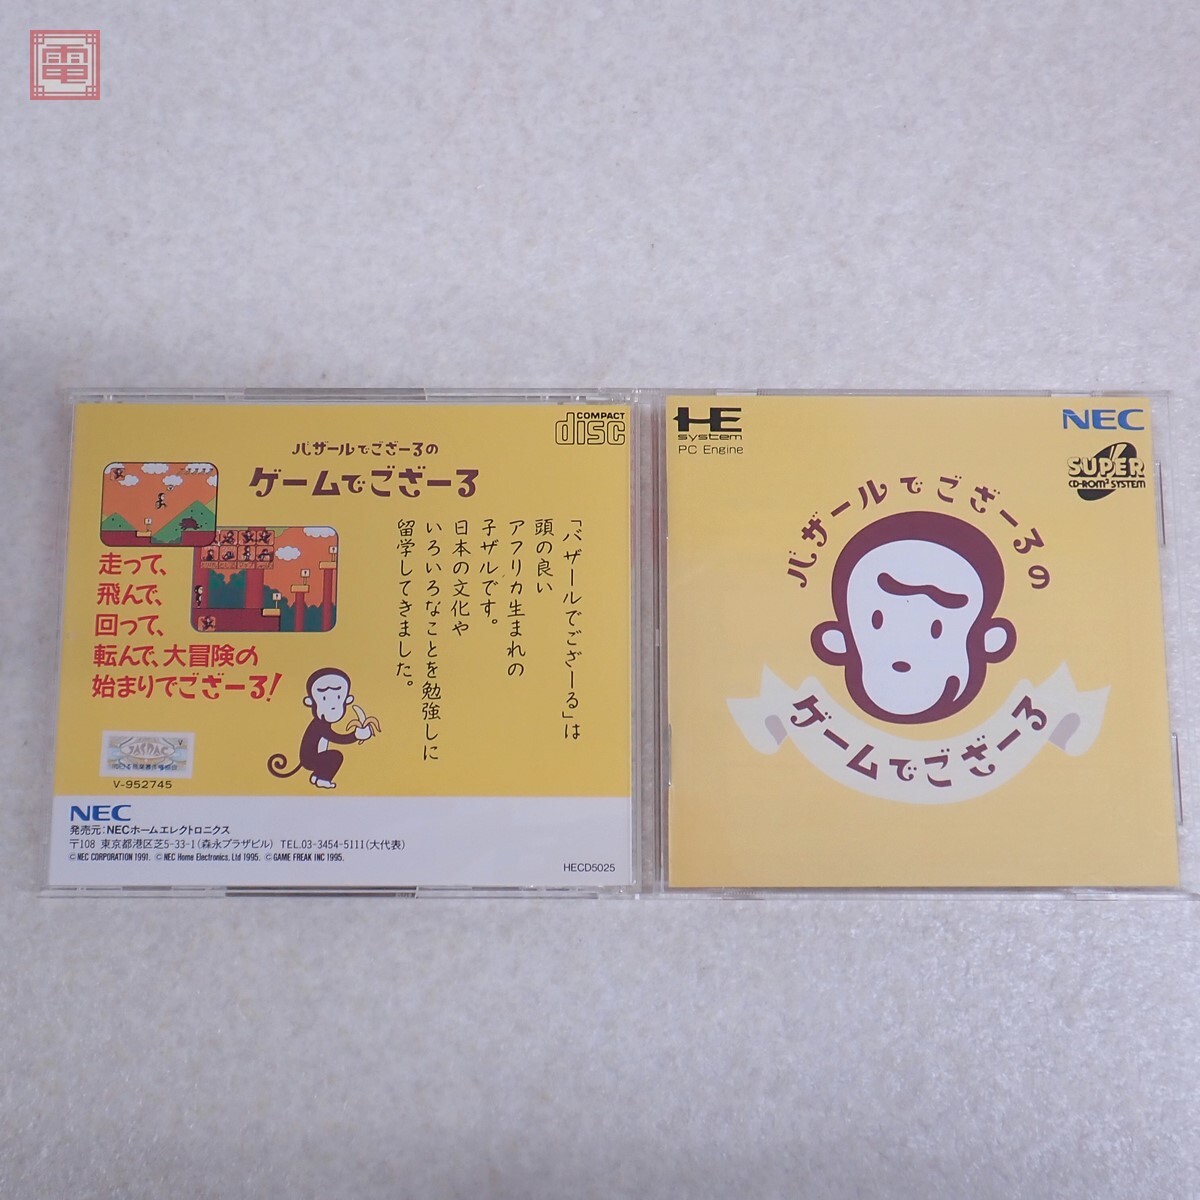 電
COMPACT
disc
バザールでござーるの
ゲームでござーる
走って、
飛んで、
回って、
転んで、大冒険の
始まりでござーる!
「バザールでござーる」は
頭の良い
アフリカ生まれの
子ザルです。
日本の文化や
いろいろなことを勉強しに
留学してきました。
JASRAC
V-952745
NEC
発売元:NECホームエレクトロニクス
〒108 東京都港区芝5-33-1(森永プラザビル) TEL.03-3454-5111(大代表)
©NEC CORPORATION 1991. ©NEC Home Electronics, Ltd 1995. ©GAME FREAK INC 1995.
HECD5025
HE
system
PC Engine
NEC
SUPER
CD-ROM² SYSTEM
バザールでござーるの
ゲームでござーる